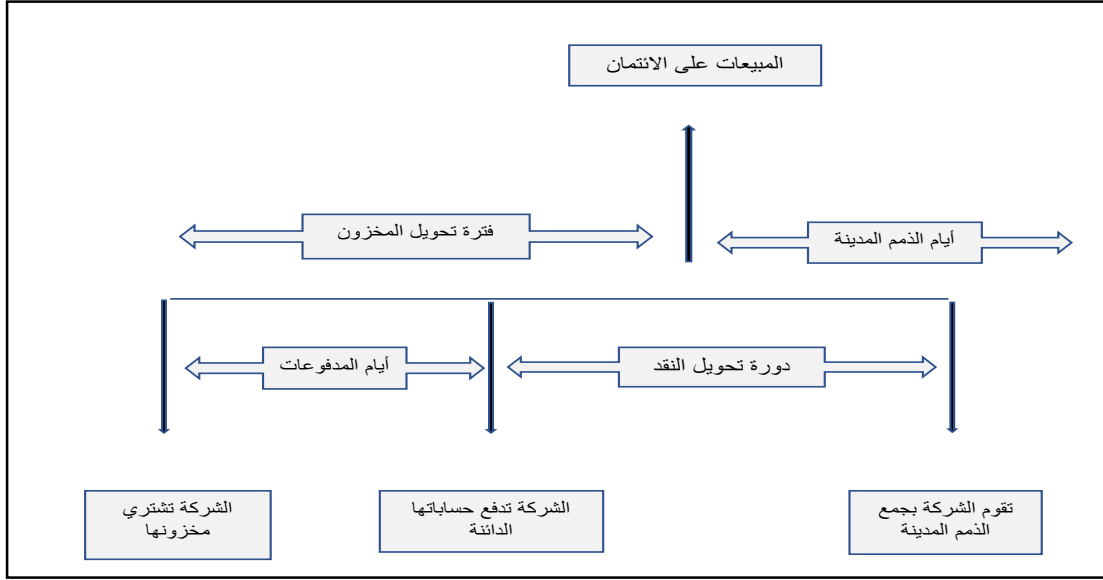 المبيعات على الائتمان
فترة تحويل المخزون
أيام الذمم المدينة
أيام المدفوعات
دورة تحويل النقد
الشركة تشتري
مخزونها
الشركة تدفع حساباتها
الدائنة
تقوم الشركة بجمع
الذمم المدينة